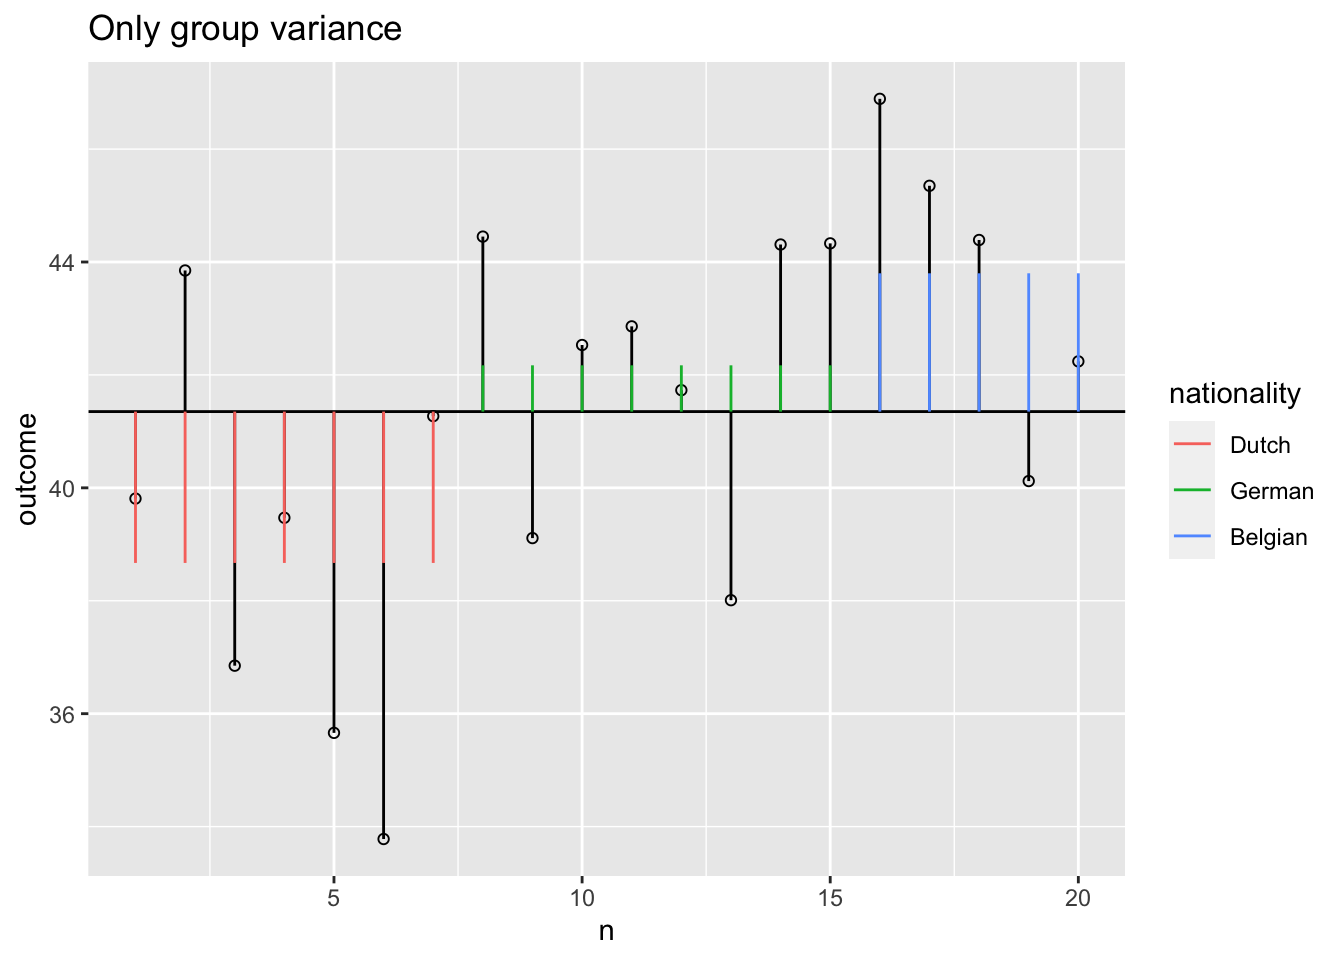 Only group variance
44
40
36
outcome
5
10
15
20
n
nationality
Dutch
German
Belgian